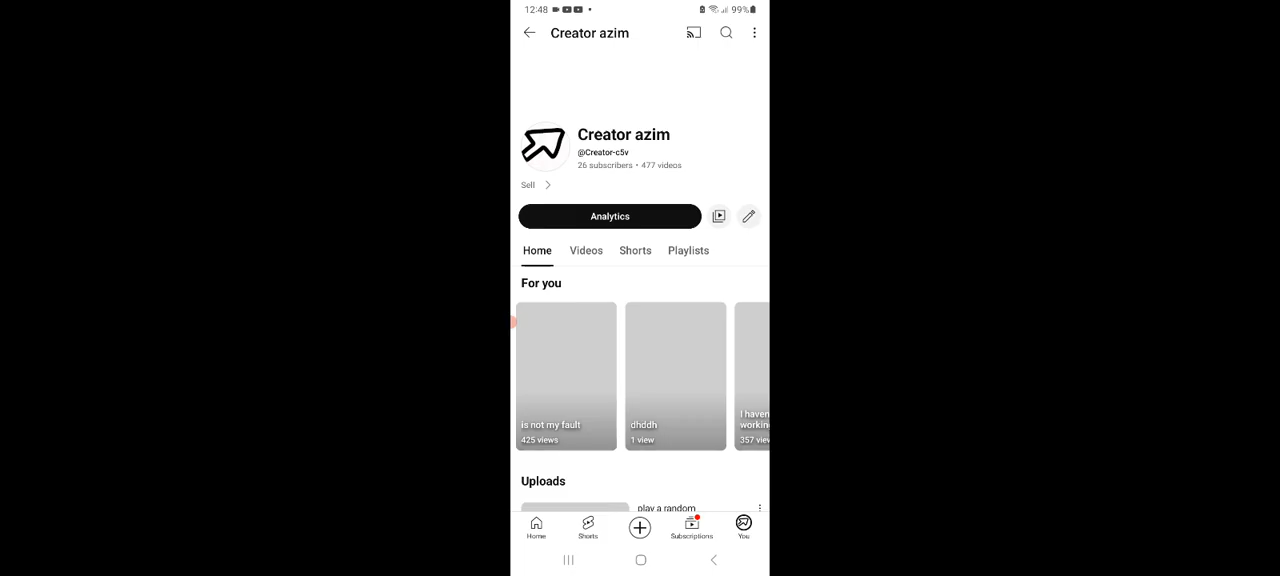 12:48 99%
Creator azim
Creator azim
@Creator-c5v
26 subscribers • 477 videos
Sell
Analytics
Home Videos Shorts Playlists
For you
is not my fault
425 views
dhddh
1 view
I haven
workin
357 view
Uploads
play a random
Home Shorts Subscriptions You